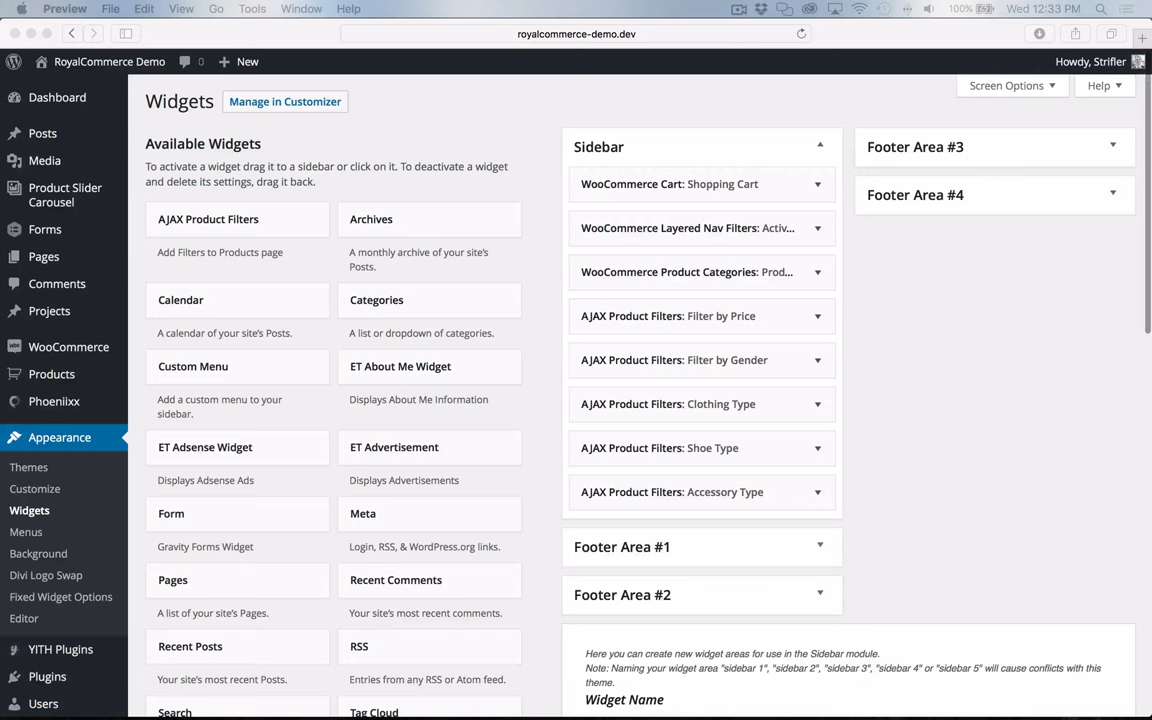 Preview File Edit View Go Tools Window Help 100% Wed 12:33 PM
royalcommerce-demo.dev
RoyalCommerce Demo 0 New Howdy, Strifler
Screen Options Help
Dashboard
Posts
Media
Product Slider
Carousel
Forms
Pages
Comments
Projects
WooCommerce
Products
Phoeniixx
Appearance
Themes
Customize
Widgets
Menus
Background
Divi Logo Swap
Fixed Widget Options
Editor
YITH Plugins
Plugins
Users
Widgets Manage in Customizer
Available Widgets
To activate a widget drag it to a sidebar or click on it. To deactivate a widget
and delete its settings, drag it back.
AJAX Product Filters
Add Filters to Products page
Archives
A monthly archive of your site's
Posts.
Calendar
A calendar of your site's Posts.
Categories
A list or dropdown of categories.
Custom Menu
Add a custom menu to your
sidebar.
ET About Me Widget
Displays About Me Information
ET Adsense Widget
Displays Adsense Ads
ET Advertisement
Displays Advertisements
Form
Gravity Forms Widget
Meta
Login, RSS, & WordPress.org links.
Pages
A list of your site's Pages.
Recent Comments
Your site's most recent comments.
Recent Posts
Your site's most recent Posts.
RSS
Entries from any RSS or Atom feed.
Search
Tag Cloud
Sidebar
WooCommerce Cart: Shopping Cart
WooCommerce Layered Nav Filters: Activ...
WooCommerce Product Categories: Prod...
AJAX Product Filters: Filter by Price
AJAX Product Filters: Filter by Gender
AJAX Product Filters: Clothing Type
AJAX Product Filters: Shoe Type
AJAX Product Filters: Accessory Type
Footer Area #1
Footer Area #2
Footer Area #3
Footer Area #4
Here you can create new widget areas for use in the Sidebar module.
Note: Naming your widget area "sidebar 1", "sidebar 2", "sidebar 3", "sidebar 4" or "sidebar 5" will cause conflicts with this
theme.
Widget Name